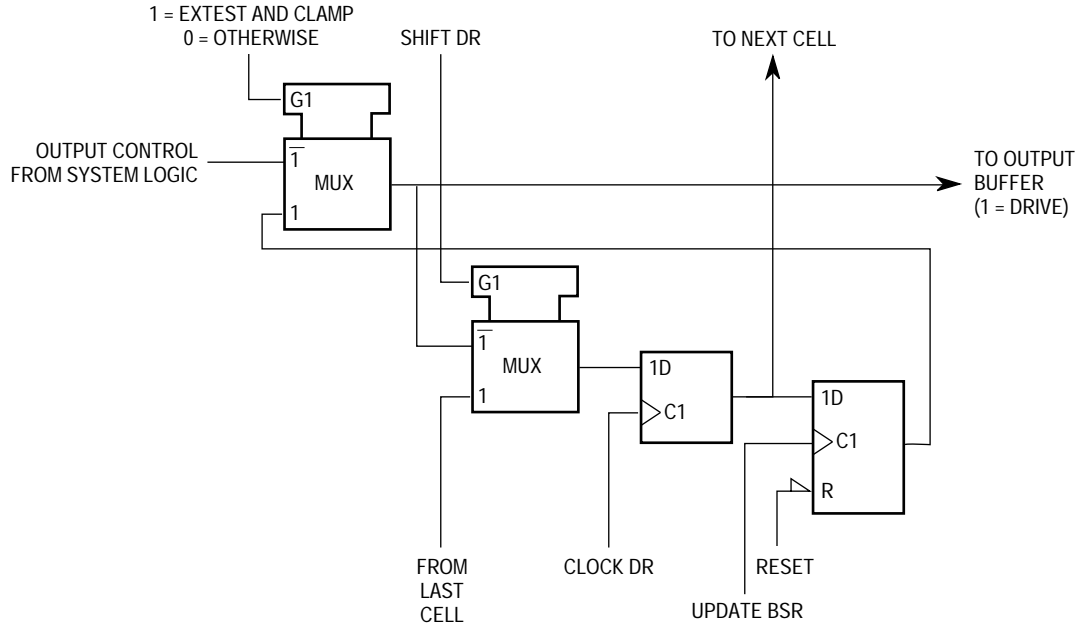 1 = EXTEST AND CLAMP
0 = OTHERWISE
SHIFT DR
TO NEXT CELL
G1
OUTPUT CONTROL
FROM SYSTEM LOGIC
1
MUX
1
TO OUTPUT
BUFFER
(1 = DRIVE)
G1
1
MUX
1
1D
C1
1D
C1
R
FROM
LAST
CELL
CLOCK DR
RESET
UPDATE BSR